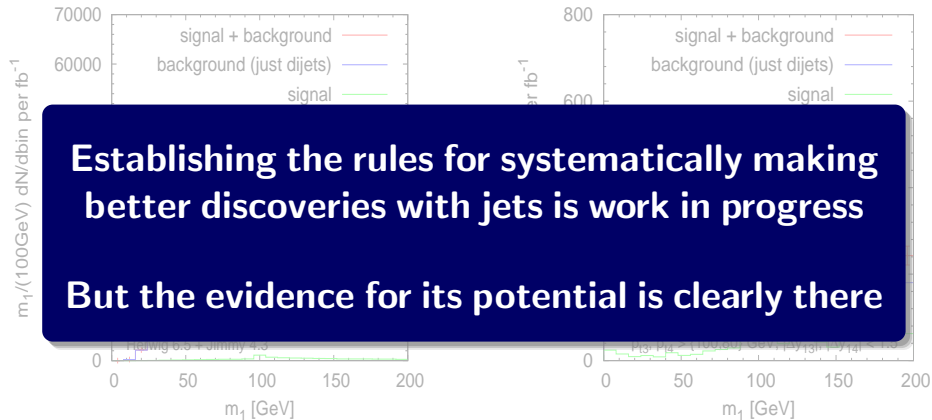 70000
60000
0
m1/(100GeV) dN/dbin per fb-1
signal + background
background (just dijets)
signal
800
600
0
per fb-1
signal + background
background (just dijets)
signal
Establishing the rules for systematically making
better discoveries with jets is work in progress
But the evidence for its potential is clearly there
Herwig 6.5 + Jimmy 4.3
0 50 100 150 200
m1 [GeV]
0 50 100 150 200
m1 [GeV]